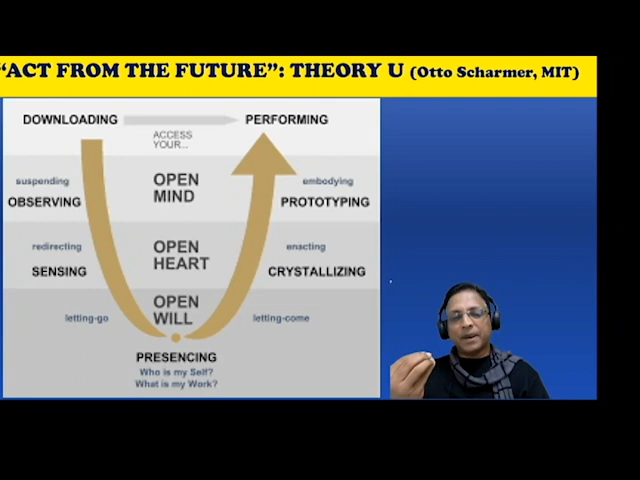 “ACT FROM THE FUTURE”: THEORY U (Otto Scharmer, MIT)
DOWNLOADING
PERFORMING
ACCESS
YOUR...
suspending
OPEN
MIND
embodying
OBSERVING
PROTOTYPING
redirecting
OPEN
HEART
enacting
SENSING
CRYSTALLIZING
letting-go
OPEN
WILL
letting-come
PRESENCING
Who is my Self?
What is my Work?